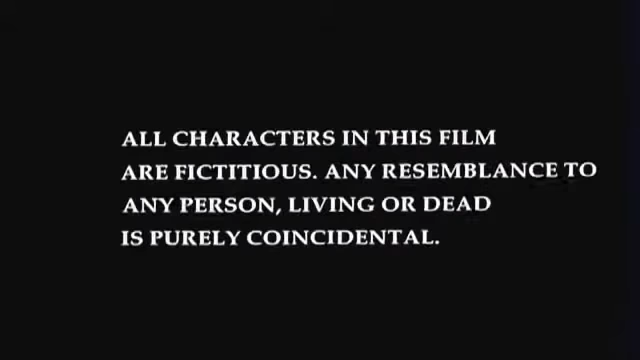 ALL CHARACTERS IN THIS FILM
ARE FICTITIOUS. ANY RESEMBLANCE TO
ANY PERSON, LIVING OR DEAD
IS PURELY COINCIDENTAL.